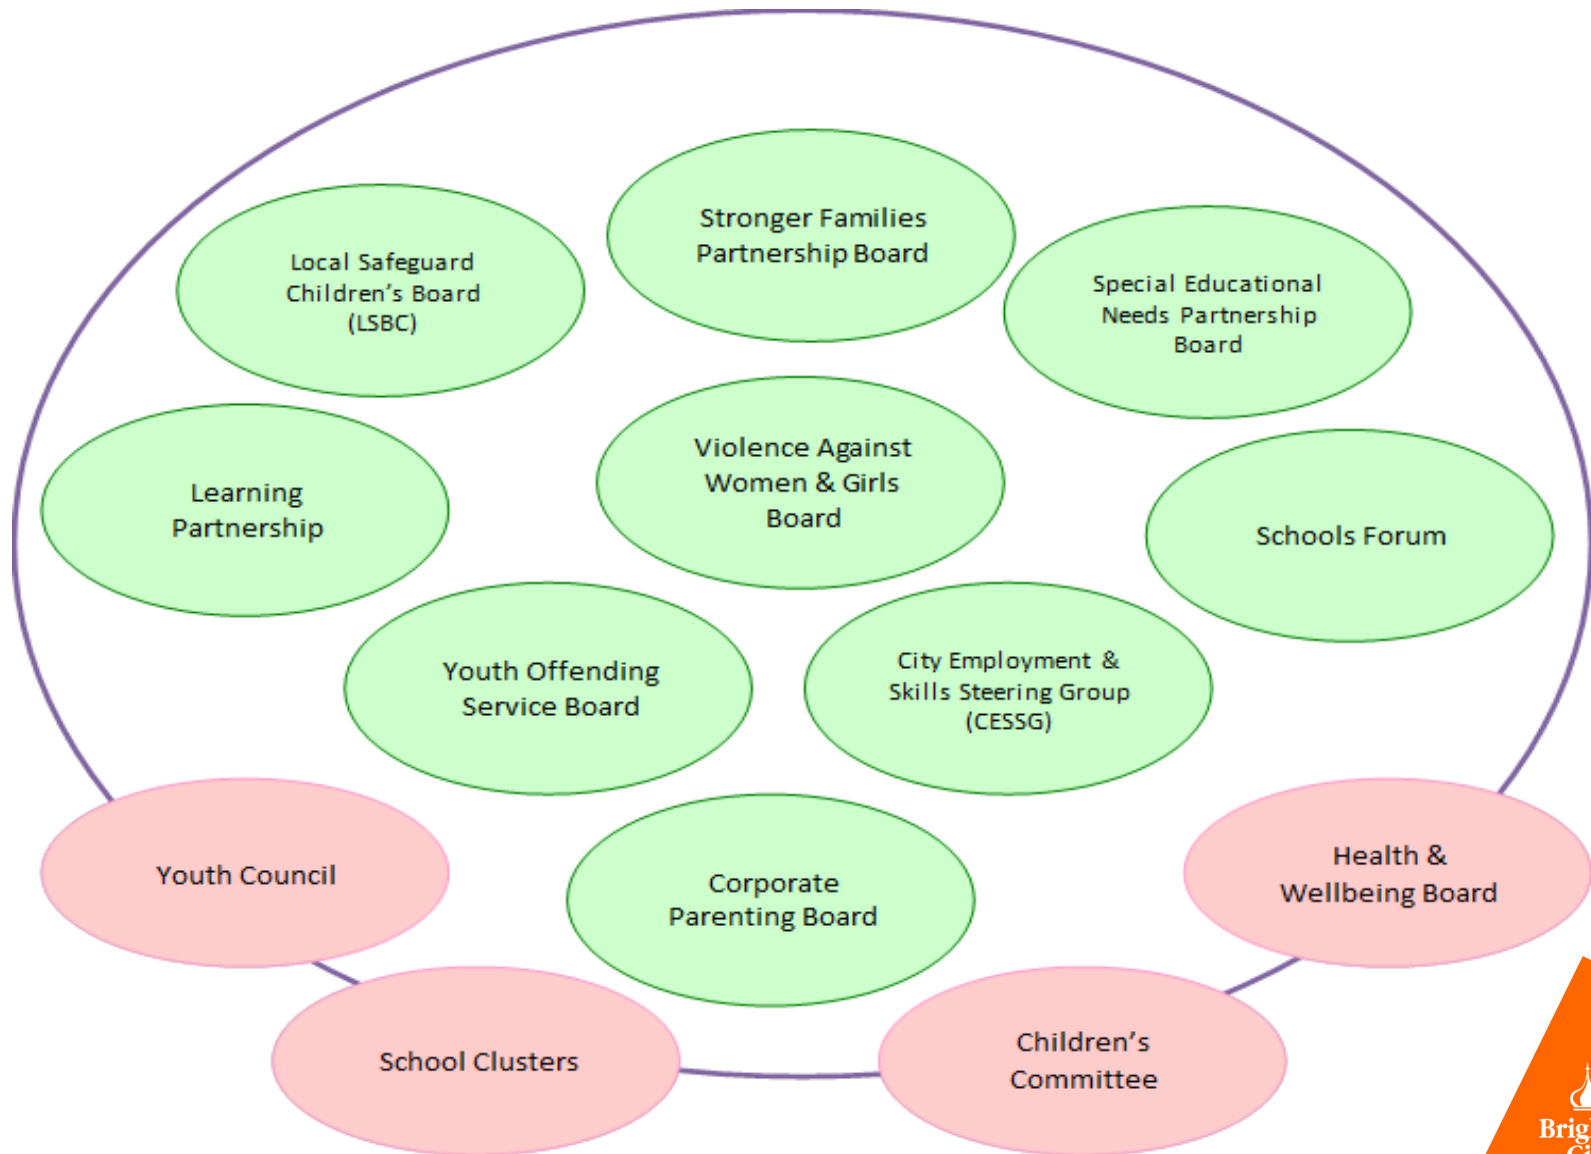 Stronger Families
Partnership Board
Local Safeguard
Children's Board
(LSBC)
Special Educational
Needs Partnership
Board
Violence Against
Women & Girls
Board
Learning
Partnership
Schools Forum
Youth Offending
Service Board
City Employment &
Skills Steering Group
(CESSG)
Youth Council
Corporate
Parenting Board
Health &
Wellbeing Board
School Clusters
Children's
Committee